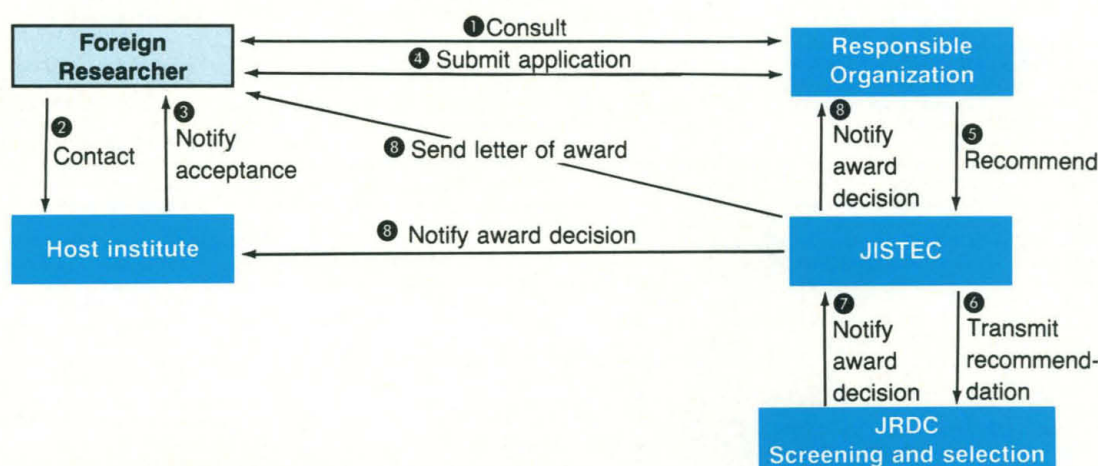 ❶Consult
Foreign
Researcher
Responsible
Organization
❹ Submit application
❷
Contact
❸
Notify
acceptance
❽ Send letter of award
❽
Notify
award
decision
❺
Recommend
Host institute
❽ Notify award decision
JISTEC
❼
Notify
award
decision
❻
Transmit
recommend-
dation
JRDC
Screening and selection